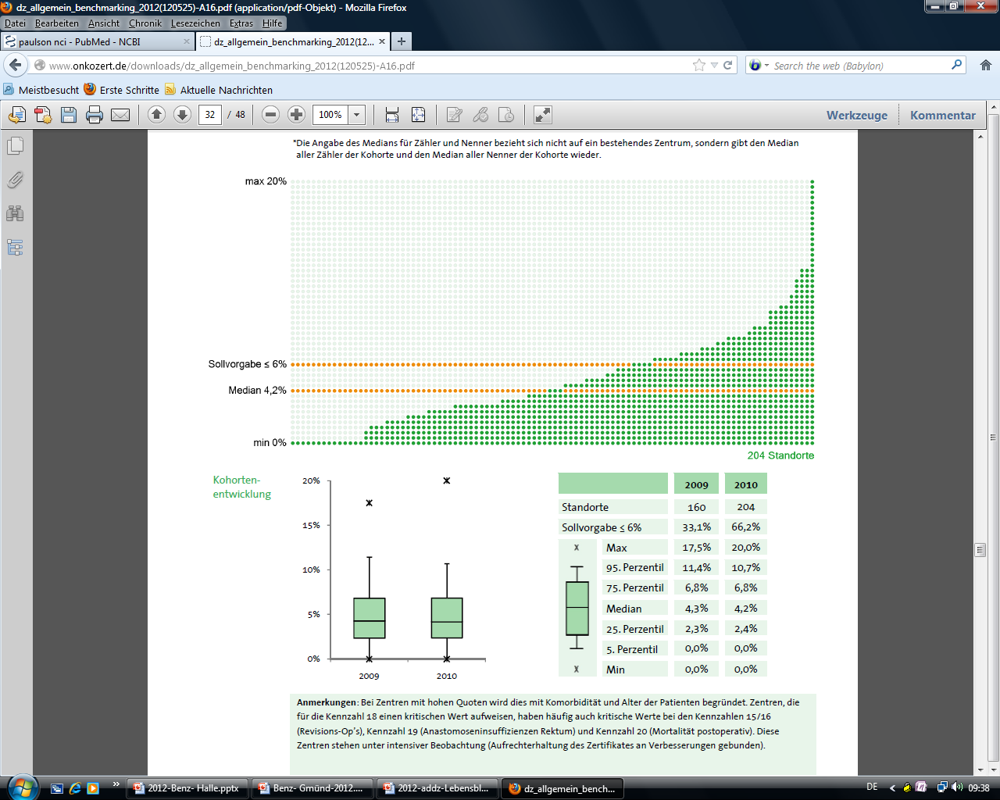 dz_allgemein_benchmarking_2012(120525)-A16.pdf (application/pdf-Objekt) - Mozilla Firefox
Datei Bearbeiten Ansicht Chronik Lesezeichen Extras Hilfe
paulson nci - PubMed - NCBI
dz_allgemein_benchmarking_2012(12...
www.onkozert.de/downloads/dz_allgemein_benchmarking_2012(120525)-A16.pdf
Search the web (Babylon)
Meistbesucht Erste Schritte Aktuelle Nachrichten
32 / 48 100% Werkzeuge Kommentar
*Die Angabe des Medians für Zähler und Nenner bezieht sich nicht auf ein bestehendes Zentrum, sondern gibt den Median
aller Zähler der Kohorte und den Median aller Nenner der Kohorte wieder.
max 20%
Sollvorgabe ≤ 6%
Median 4,2%
min 0%
204 Standorte
Kohorten-
entwicklung
20%
15%
10%
5%
0%
2009 2010
2009 2010
Standorte 160 204
Sollvorgabe ≤ 6% 33,1% 66,2%
x Max 17,5% 20,0%
95. Perzentil 11,4% 10,7%
75. Perzentil 6,8% 6,8%
Median 4,3% 4,2%
25. Perzentil 2,3% 2,4%
5. Perzentil 0,0% 0,0%
x Min 0,0% 0,0%
Anmerkungen: Bei Zentren mit hohen Quoten wird dies mit Komorbidität und Alter der Patienten begründet. Zentren, die
für die Kennzahl 18 einen kritischen Wert aufweisen, haben häufig auch kritische Werte bei den Kennzahlen 15/16
(Revisions-Op's), Kennzahl 19 (Anastomoseninsuffizienzen Rektum) und Kennzahl 20 (Mortalität postoperativ). Diese
Zentren stehen unter intensiver Beobachtung (Aufrechterhaltung des Zertifikates an Verbesserungen gebunden).
2012-Benz- Halle.pptx
Benz- Gmünd-2012....
2012-addz-Lebensbl...
dz_allgemein_bench...
DE
09:38